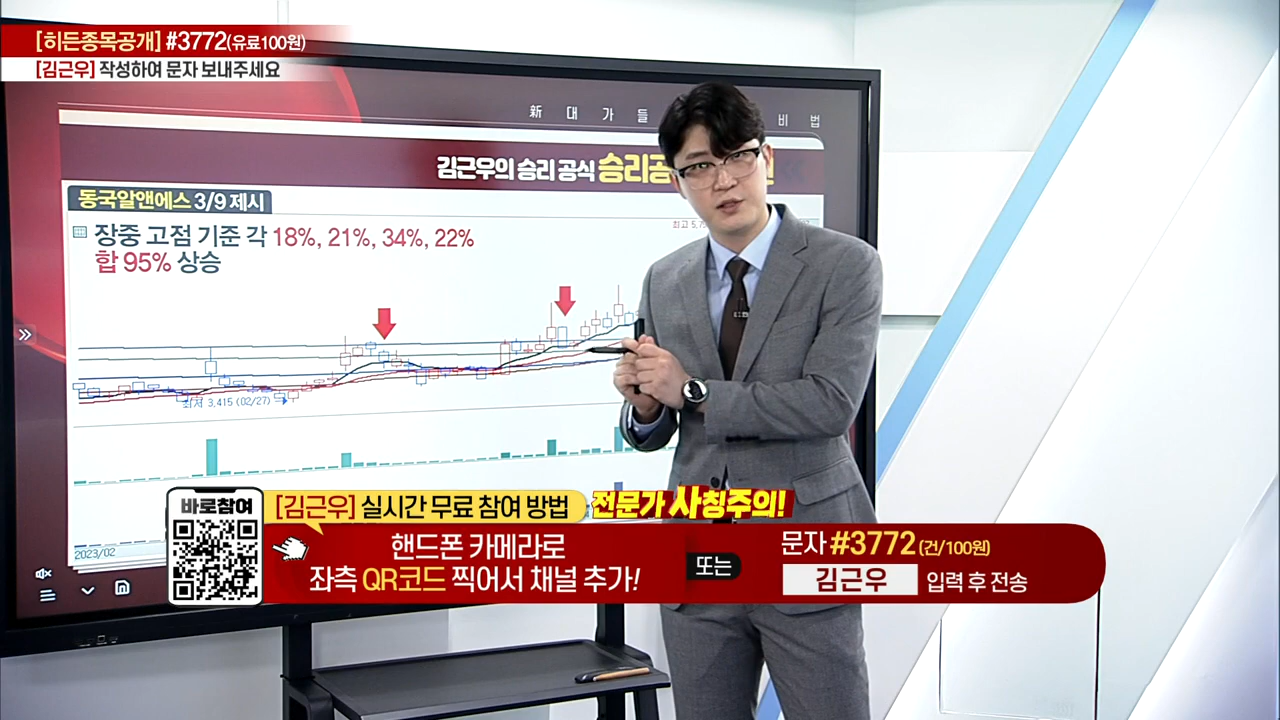 [히든종목공개] #3772(유료100원)
[김근우] 작성하여 문자 보내주세요
新 대 가 들
비 법
김근우의 승리 공식 승리공
동국알앤에스 3/9 제시
장중 고점 기준 각 18%, 21%, 34%, 22%
합 95% 상승
최고 5,7
최저 3,415 (02/27)
2023/02
바로참여
[김근우] 실시간 무료 참여 방법
전문가 사칭주의!
핸드폰 카메라로
좌측 QR코드 찍어서 채널 추가!
또는
문자 #3772 (건/100원)
김근우 입력 후 전송